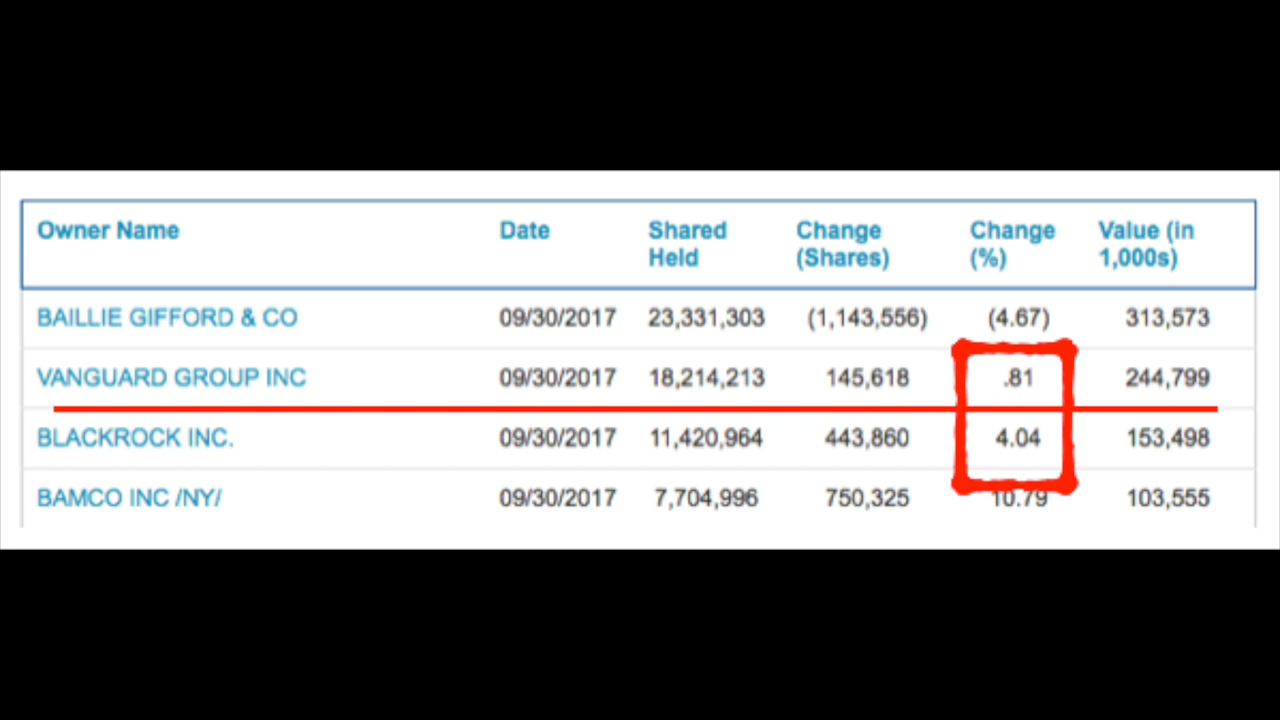 Owner Name Date Shared Held Change (Shares) Change (%) Value (in 1,000s)
BAILLIE GIFFORD & CO 09/30/2017 23,331,303 (1,143,556) (4.67) 313,573
VANGUARD GROUP INC 09/30/2017 18,214,213 145,618 .81 244,799
BLACKROCK INC. 09/30/2017 11,420,964 443,860 4.04 153,498
BAMCO INC /NY/ 09/30/2017 7,704,996 750,325 10.79 103,555